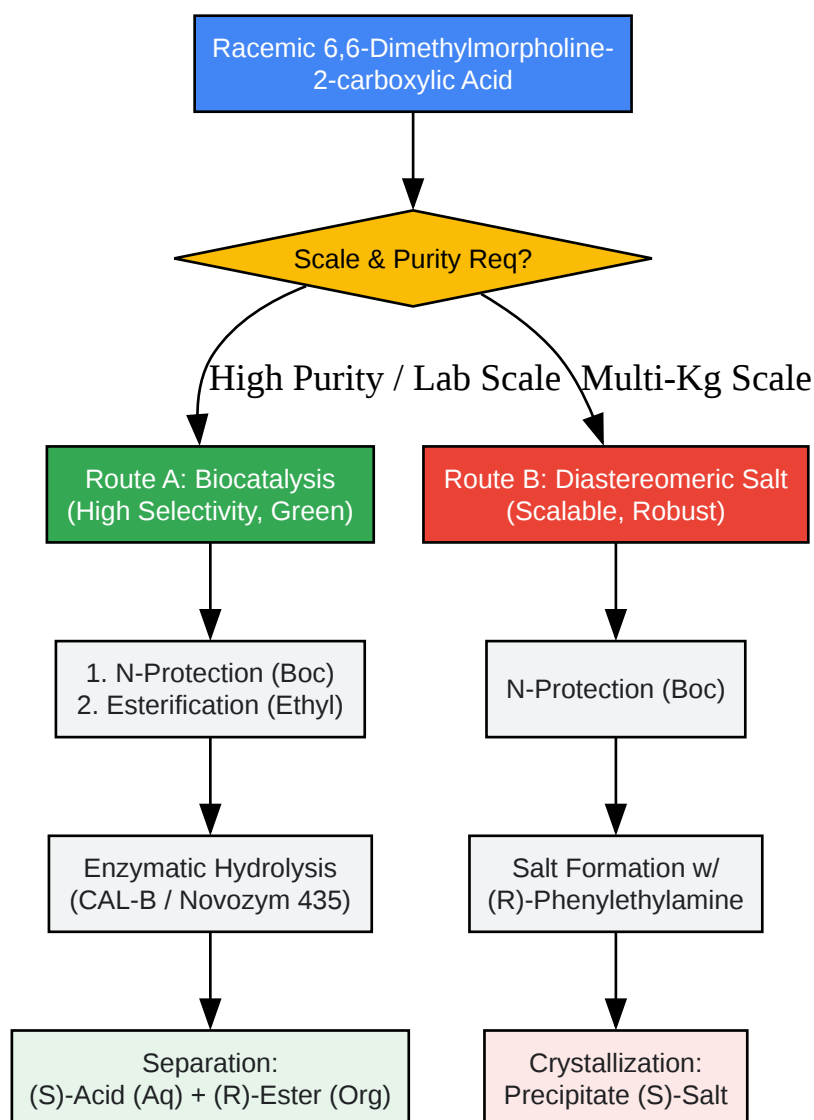 Racemic 6,6-Dimethylmorpholine-
2-carboxylic Acid
Scale & Purity Req?
High Purity / Lab Scale
Multi-Kg Scale
Route A: Biocatalysis
(High Selectivity, Green)
Route B: Diastereomeric Salt
(Scalable, Robust)
1. N-Protection (Boc)
2. Esterification (Ethyl)
N-Protection (Boc)
Enzymatic Hydrolysis
(CAL-B / Novozym 435)
Salt Formation w/
(R)-Phenylethylamine
Separation:
(S)-Acid (Aq) + (R)-Ester (Org)
Crystallization:
Precipitate (S)-Salt